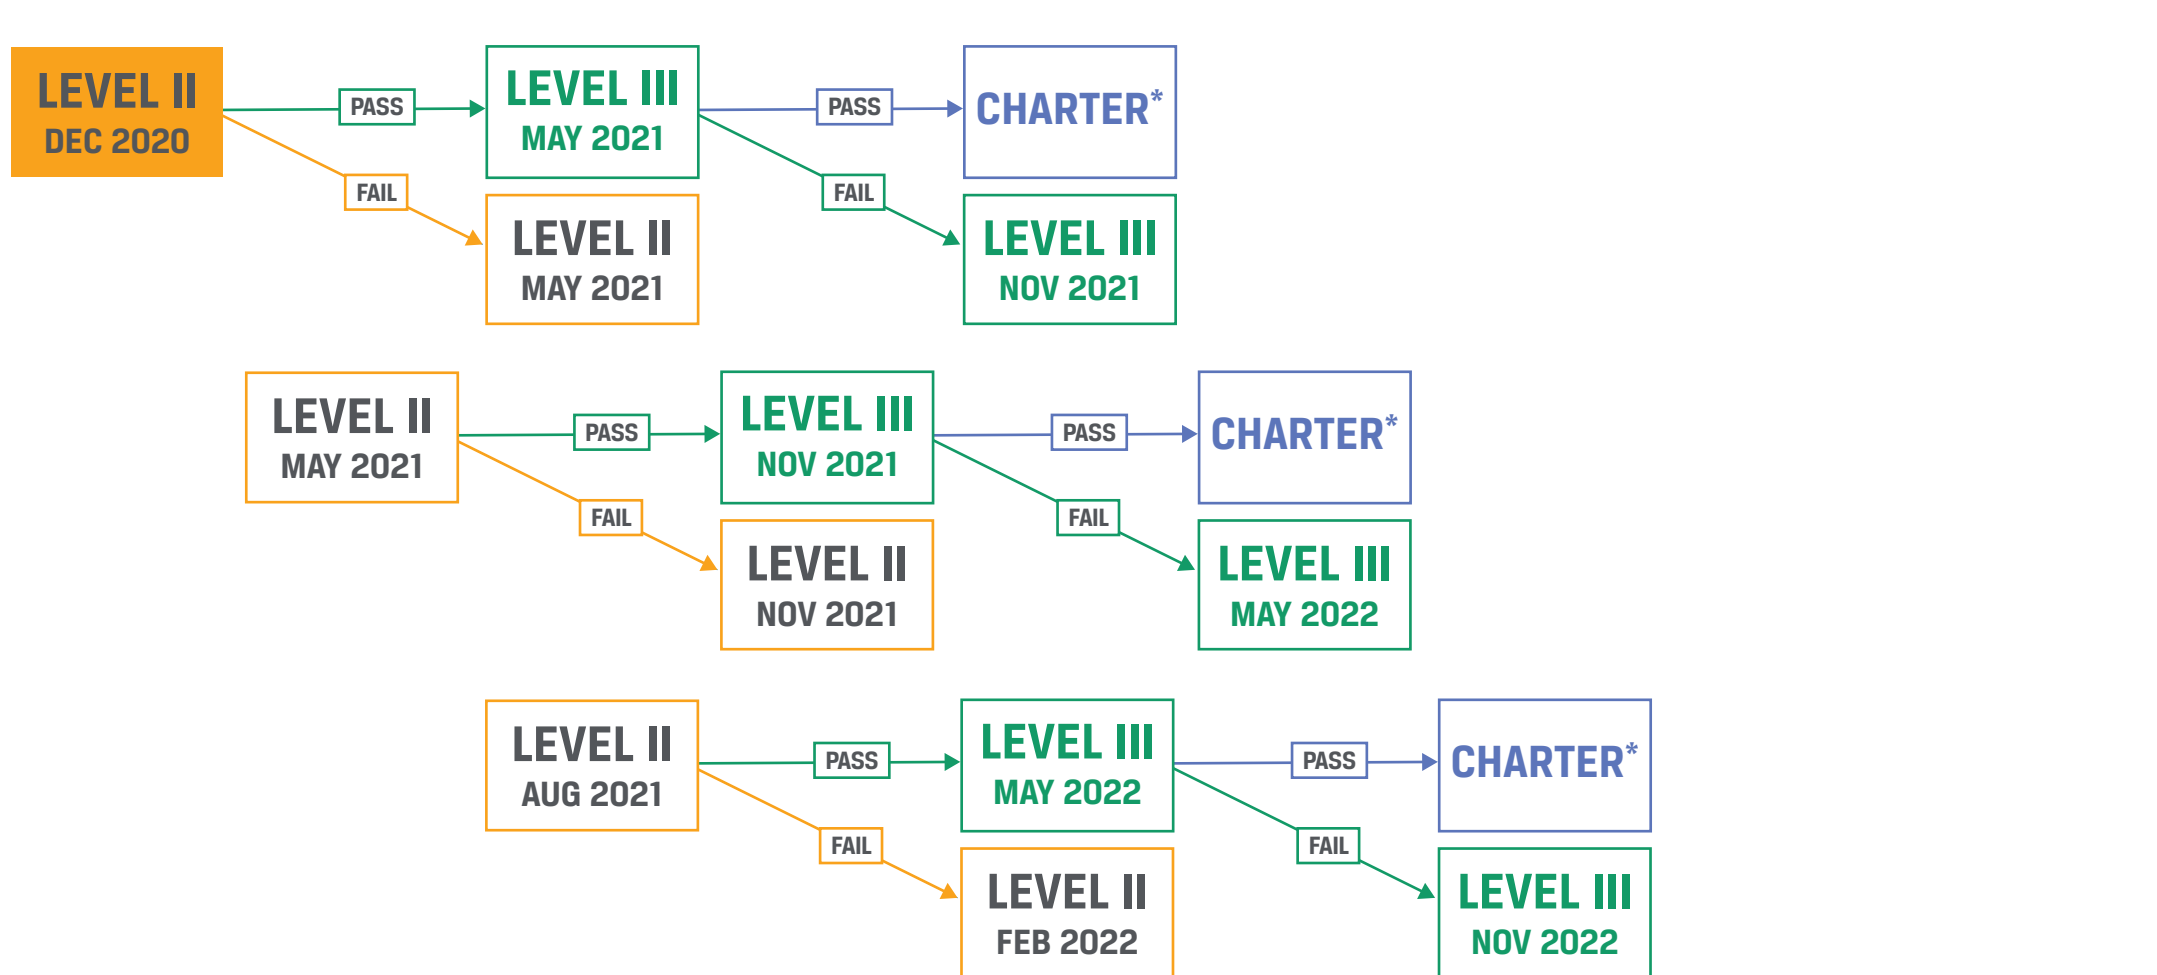 LEVEL II
DEC 2020
PASS
FAIL
LEVEL III
MAY 2021
LEVEL II
MAY 2021
PASS
FAIL
CHARTER*
LEVEL III
NOV 2021
LEVEL II
MAY 2021
PASS
FAIL
LEVEL III
NOV 2021
LEVEL II
NOV 2021
PASS
FAIL
CHARTER*
LEVEL III
MAY 2022
LEVEL II
AUG 2021
PASS
FAIL
LEVEL III
MAY 2022
LEVEL II
FEB 2022
PASS
FAIL
CHARTER*
LEVEL III
NOV 2022